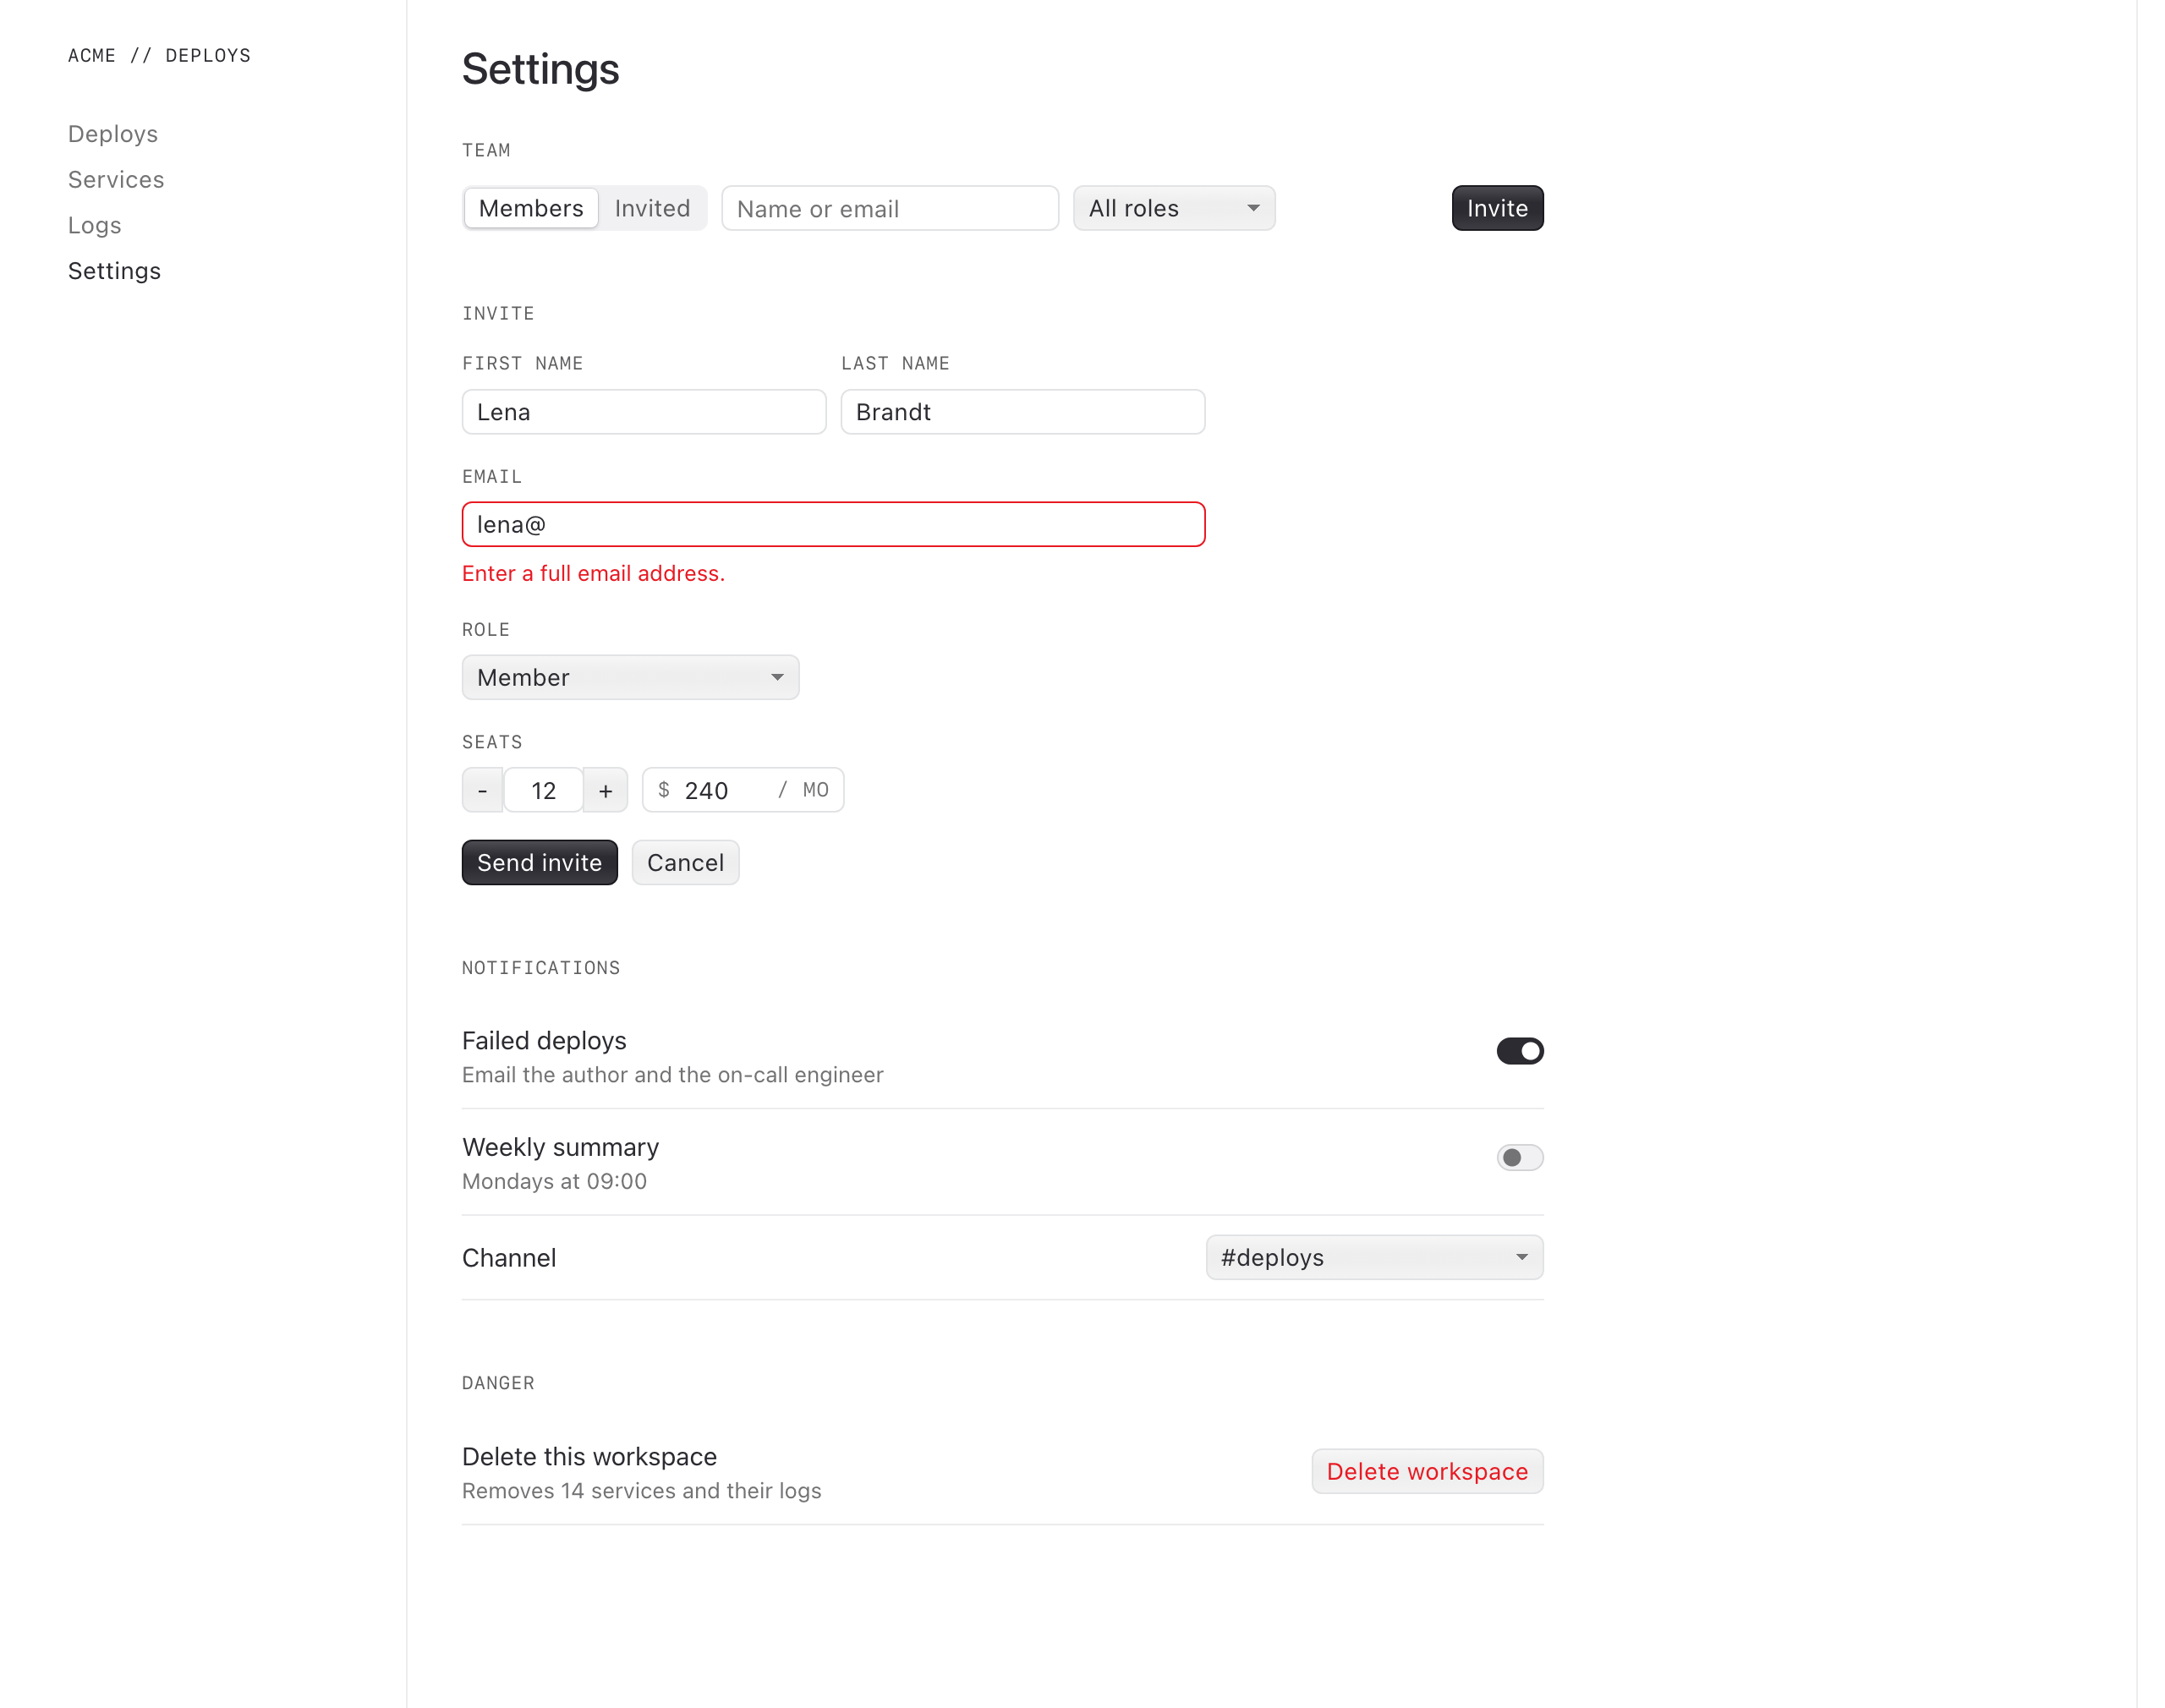 ACME // DEPLOYS
Deploys
Services
Logs
Settings
Settings
TEAM
Members Invited Name or email All roles Invite
INVITE
FIRST NAME LAST NAME
Lena Brandt
EMAIL
lena@
Enter a full email address.
ROLE
Member
SEATS
- 12 + $ 240 / MO
Send invite Cancel
NOTIFICATIONS
Failed deploys
Email the author and the on-call engineer
Weekly summary
Mondays at 09:00
Channel #deploys
DANGER
Delete this workspace
Removes 14 services and their logs
Delete workspace